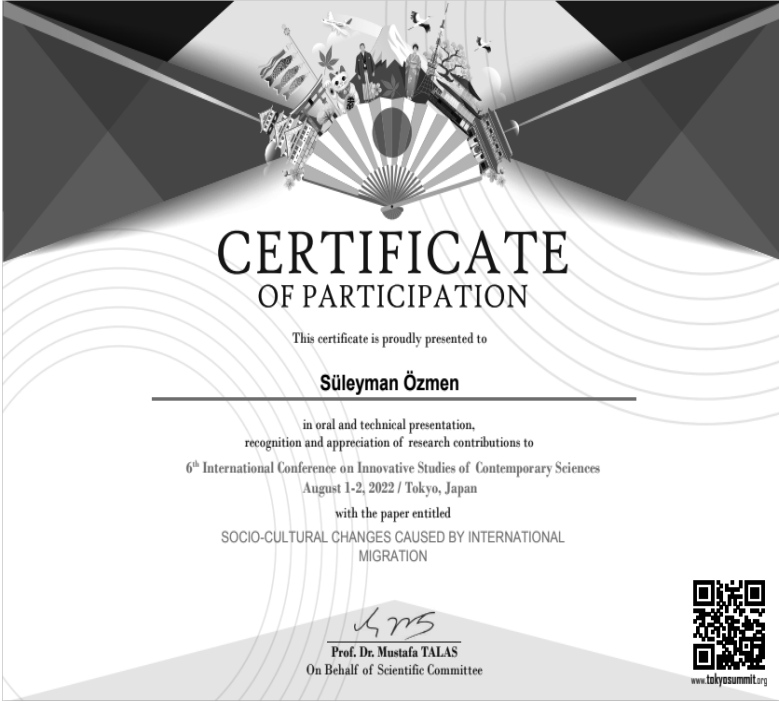 CERTIFICATE
OF PARTICIPATION
This certificate is proudly presented to
Süleyman Özmen
in oral and technical presentation,
recognition and appreciation of research contributions to
6th International Conference on Innovative Studies of Contemporary Sciences
August 1-2, 2022 / Tokyo, Japan
with the paper entitled
SOCIO-CULTURAL CHANGES CAUSED BY INTERNATIONAL
MIGRATION
Prof. Dr. Mustafa TALAS
On Behalf of Scientific Committee
www.tokyosummit.org